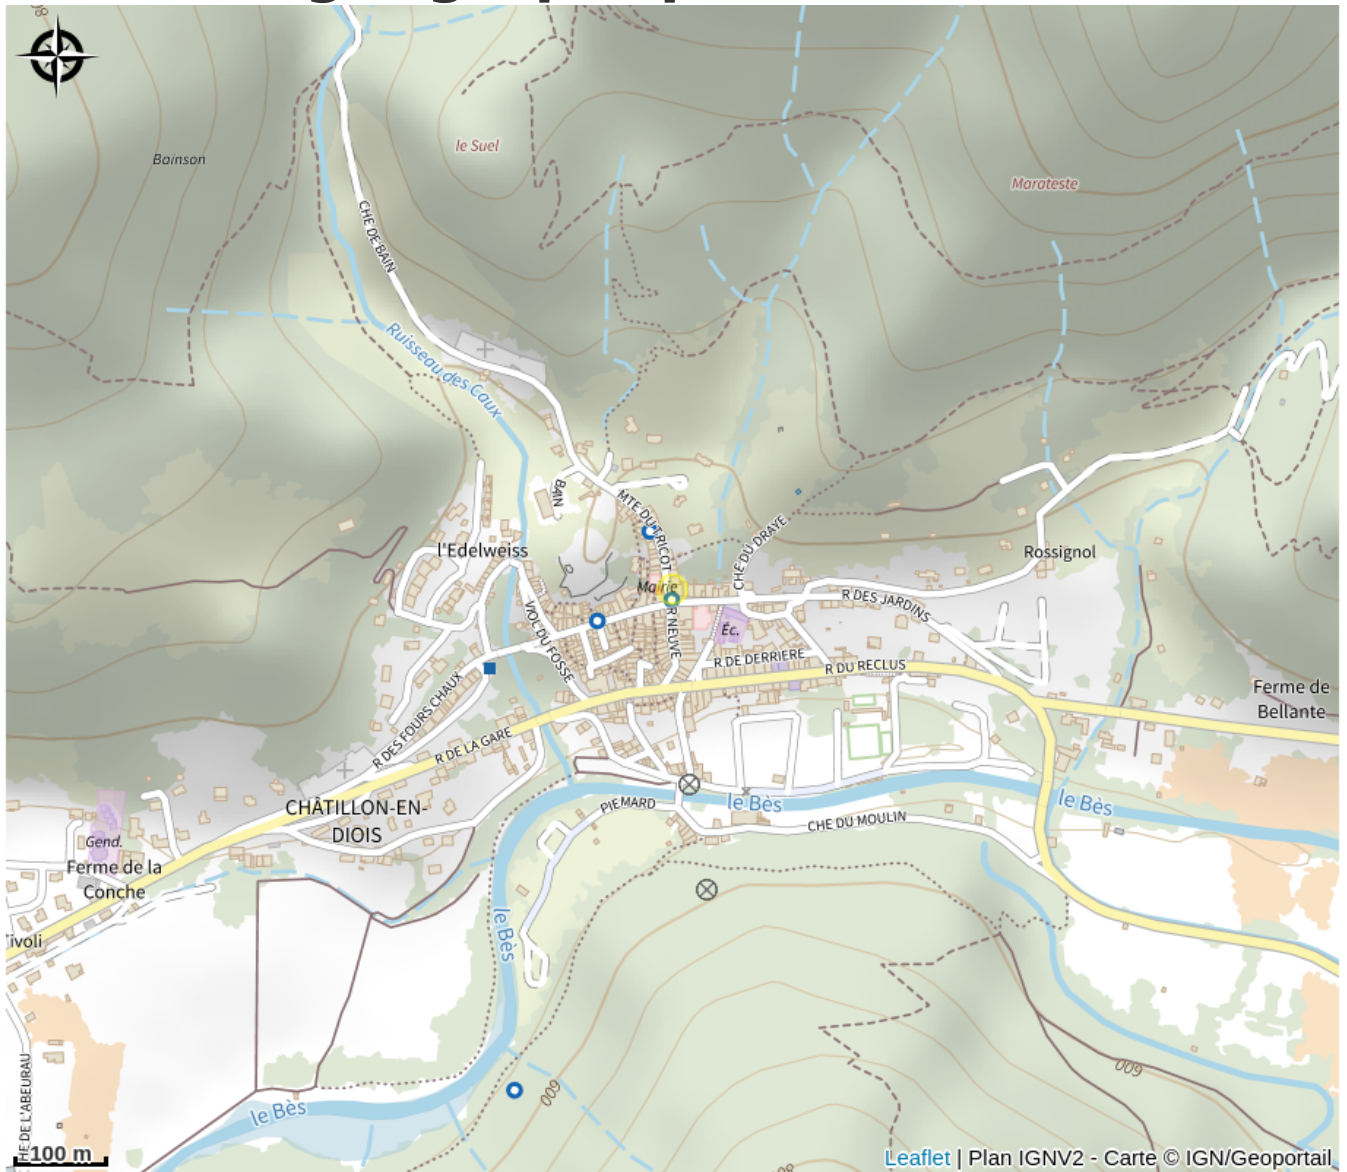 Bainson
le Suel
Marateste
CHE DE BAIN
Ruisseau des Caux
BAIN
MTE DU TRICOT
CHE DU DRAYE
l'Edelweiss
Rossignol
Mairie
R DES JARDINS
VIOL DU FOSSE
R NEUVE
Éc.
R DE DERRIERE
R DU RECLUS
Ferme de
Bellante
R DES FOURS CHAUX
R DE LA GARE
CHÂTILLON-EN-
DIOIS
PIEMARD
le Bès
le Bès
CHE DU MOULIN
Gend.
Ferme de la
Conche
ivoli
le Bès
600
600
HE DE L'ABEURAU
le Bès
100 m
Leaflet | Plan IGNV2 - Carte © IGN/Geoportail